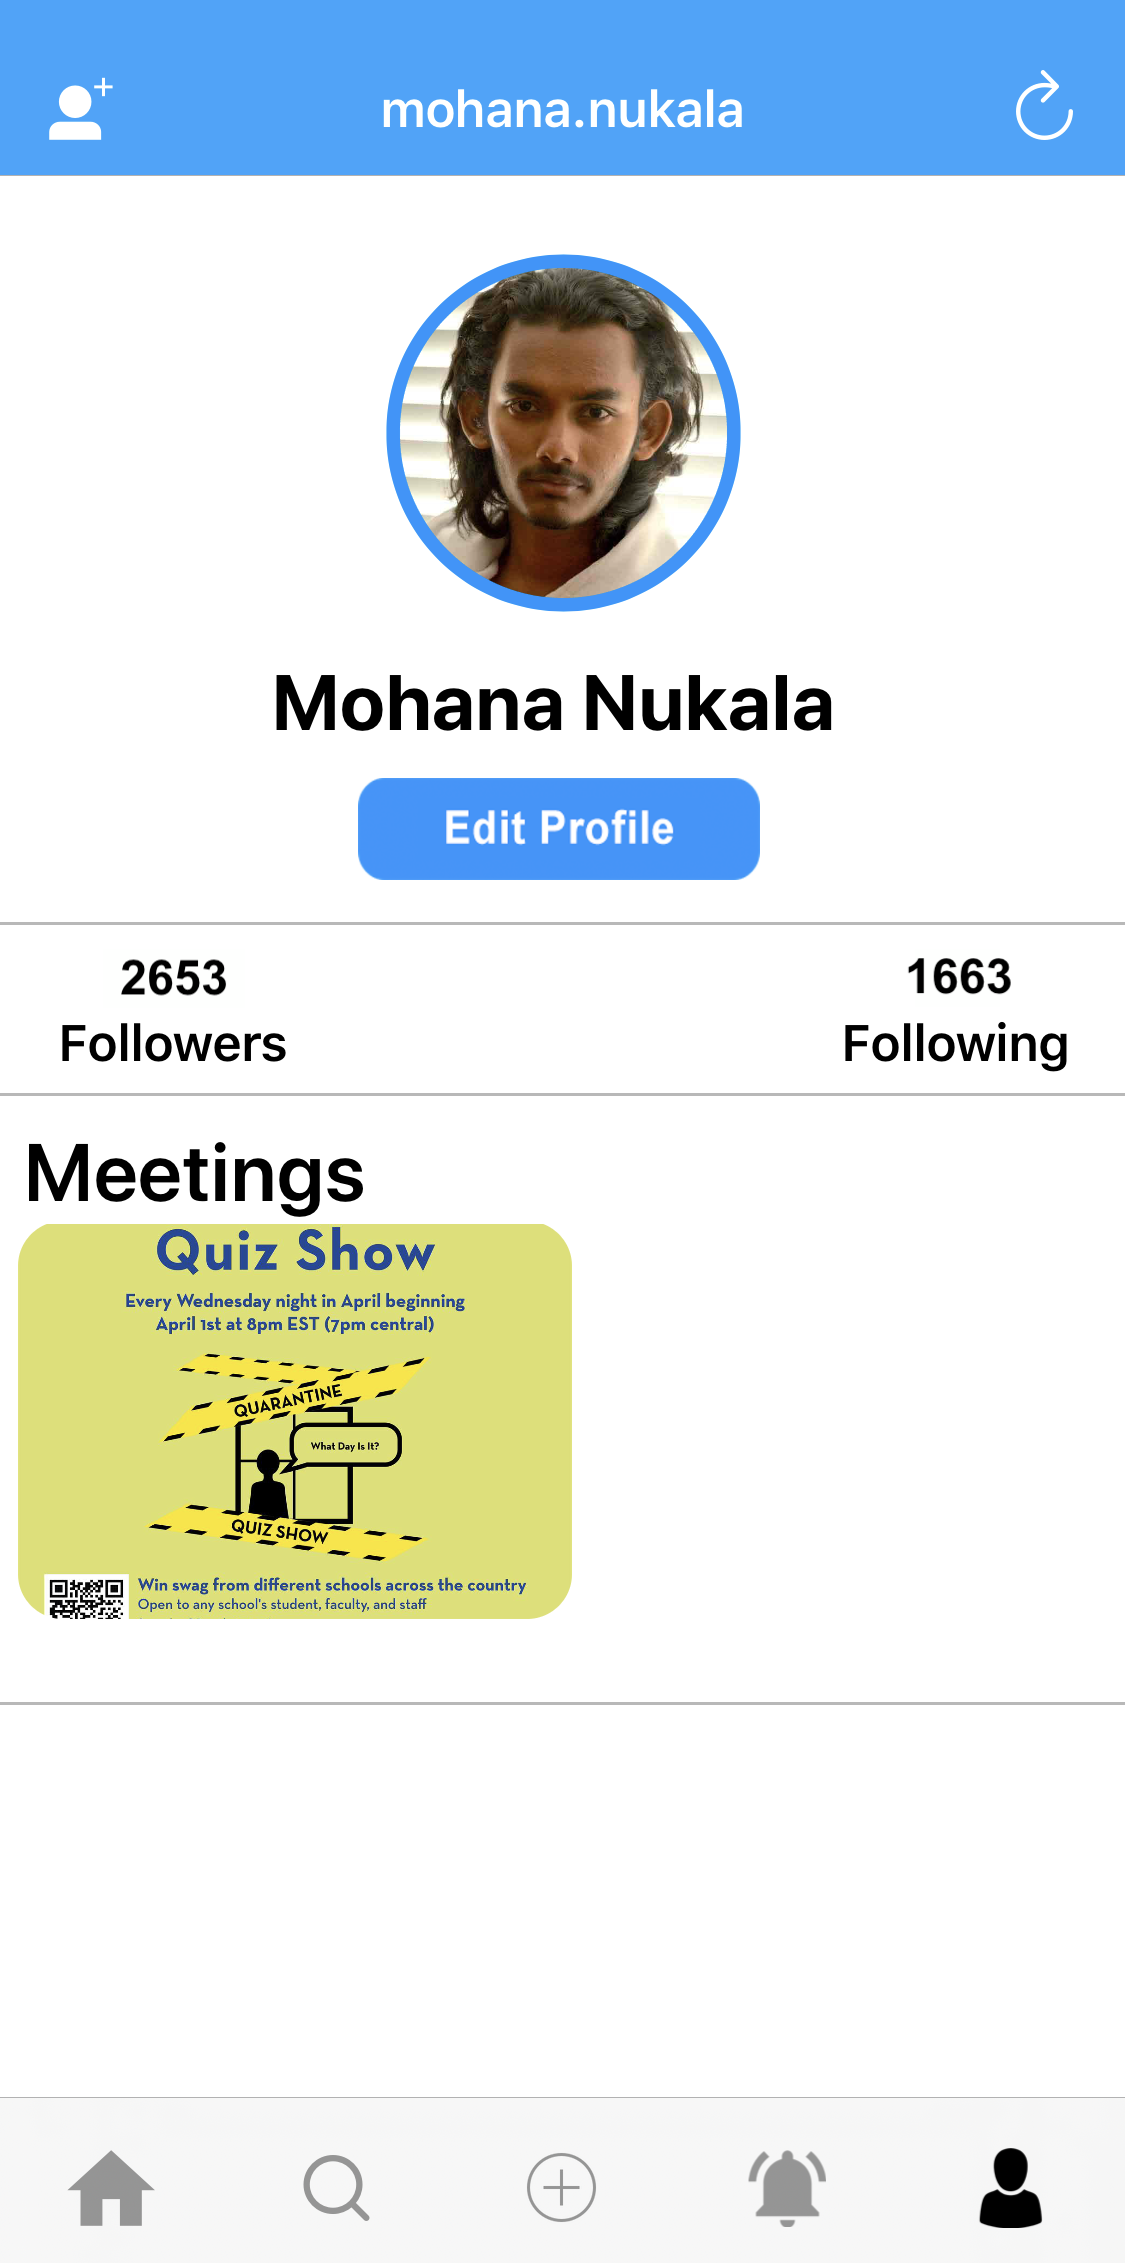 mohana.nukala
Mohana Nukala
Edit Profile
2653
Followers
1663
Following
Meetings
Quiz Show
Every Wednesday night in April beginning
April 1st at 8pm EST (7pm central)
QUARANTINE
What Day Is It?
QUIZ SHOW
Win swag from different schools across the country
Open to any school's student, faculty, and staff